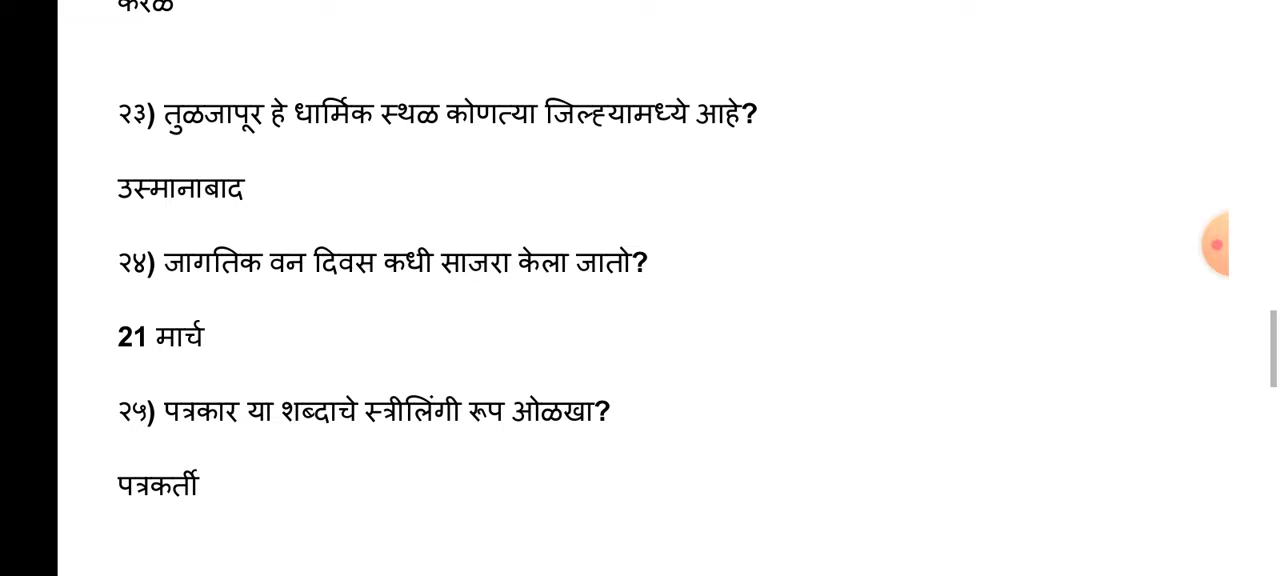 केरळ
२३) तुळजापूर हे धार्मिक स्थळ कोणत्या जिल्ह्यामध्ये आहे?
उस्मानाबाद
२४) जागतिक वन दिवस कधी साजरा केला जातो?
21 मार्च
२५) पत्रकार या शब्दाचे स्त्रीलिंगी रूप ओळखा?
पत्रकर्ती